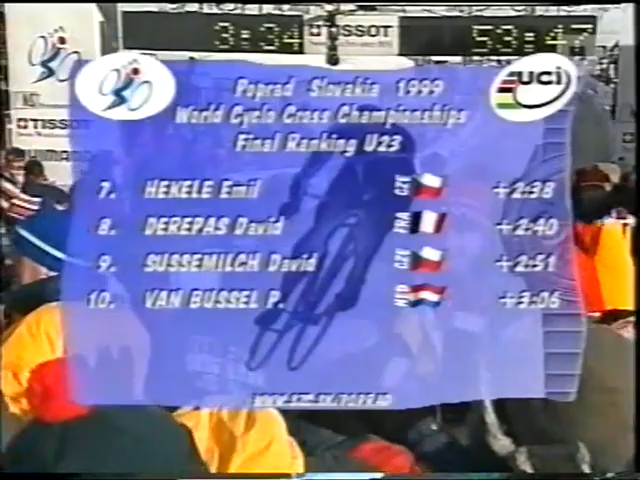 3:34 TISSOT 53:47
TISSOT
UCI
Poprad Slovakia 1999
World Cyclo Cross Championships
Final Ranking U23
7. HEKELE Emil CZE +2:38
8. DEREPAS David FRA +2:40
9. SUSSEMILCH David CZE +2:51
10. VAN BUSSEL P. NED +3:06